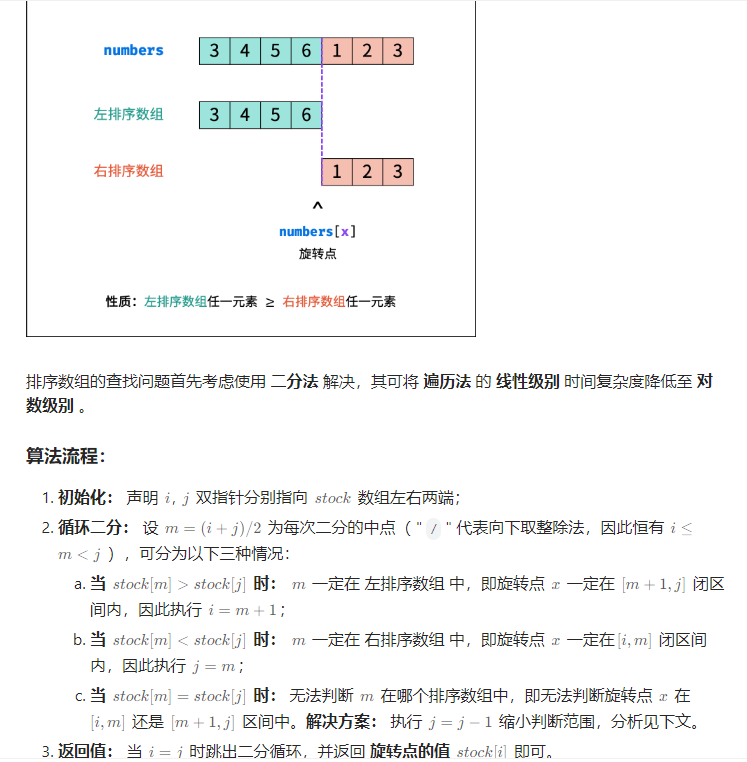 numbers 3 4 5 6 1 2 3
左排序数组 3 4 5 6
右排序数组 1 2 3
^
numbers[x]
旋转点
性质：左排序数组任一元素 ≥ 右排序数组任一元素
排序数组的查找问题首先考虑使用 二分法 解决，其可将 遍历法 的 线性级别 时间复杂度降低至 对
数级别 。
算法流程：
1. 初始化： 声明 i, j 双指针分别指向 stock 数组左右两端；
2. 循环二分： 设 m = (i + j)/2 为每次二分的中点（ " / " 代表向下取整除法，因此恒有 i ≤
m < j ），可分为以下三种情况：
a. 当 stock[m] > stock[j] 时： m 一定在 左排序数组 中，即旋转点 x 一定在 [m + 1, j] 闭区
间内，因此执行 i = m + 1；
b. 当 stock[m] < stock[j] 时： m 一定在 右排序数组 中，即旋转点 x 一定在[i, m] 闭区间
内，因此执行 j = m；
c. 当 stock[m] = stock[j] 时： 无法判断 m 在哪个排序数组中，即无法判断旋转点 x 在
[i, m] 还是 [m + 1, j] 区间中。解决方案： 执行 j = j − 1 缩小判断范围，分析见下文。
3. 返回值： 当 i = j 时跳出二分循环，并返回 旋转点的值 stock[i] 即可。